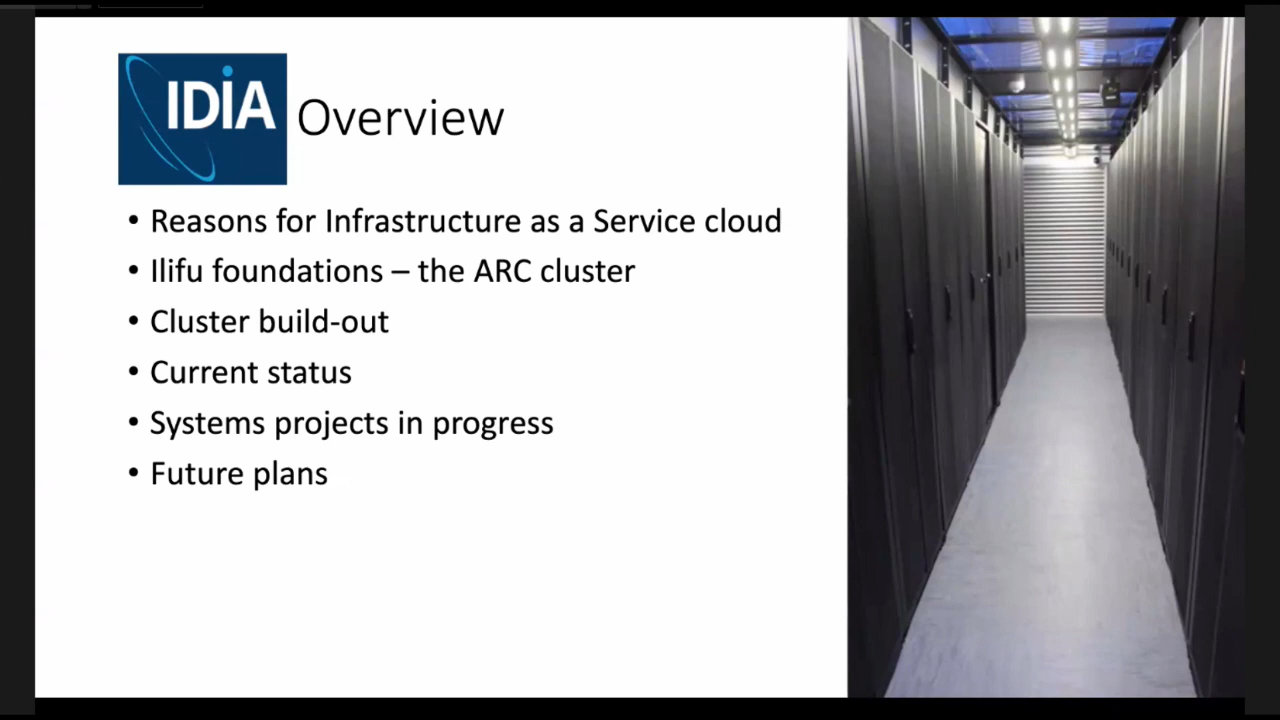 IDIA
Overview
• Reasons for Infrastructure as a Service cloud
• Ilifu foundations – the ARC cluster
• Cluster build-out
• Current status
• Systems projects in progress
• Future plans